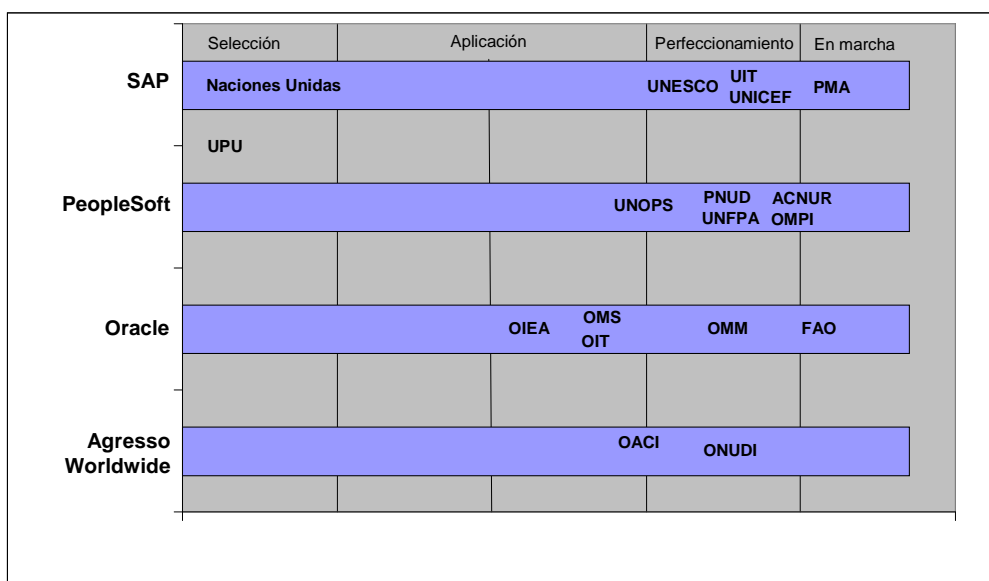 Selección Aplicación Perfeccionamiento En marcha
SAP
Naciones Unidas UNESCO UIT UNICEF PMA
UPU
PeopleSoft
UNOPS PNUD UNFPA ACNUR OMPI
Oracle
OIEA OMS OIT OMM FAO
Agresso
Worldwide
OACI ONUDI